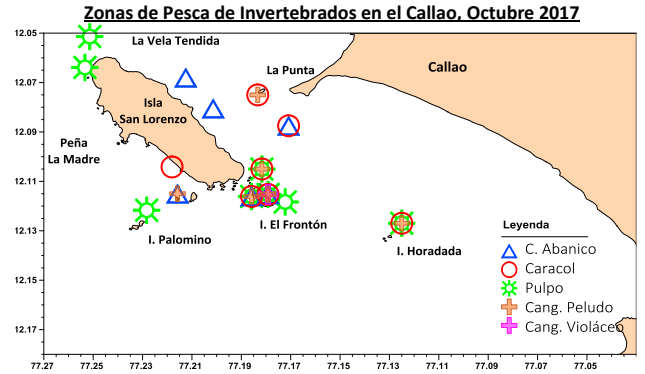 Zonas de Pesca de Invertebrados en el Callao, Octubre 2017
12.05
12.07
12.09
12.11
12.13
12.15
12.17
La Vela Tendida
La Punta
Callao
Isla
San Lorenzo
Peña
La Madre
I. Palomino
I. El Frontón
I. Horadada
Leyenda
C. Abanico
Caracol
Pulpo
Cang. Peludo
Cang. Violáceo
77.27 77.25 77.23 77.21 77.19 77.17 77.15 77.13 77.11 77.09 77.07 77.05